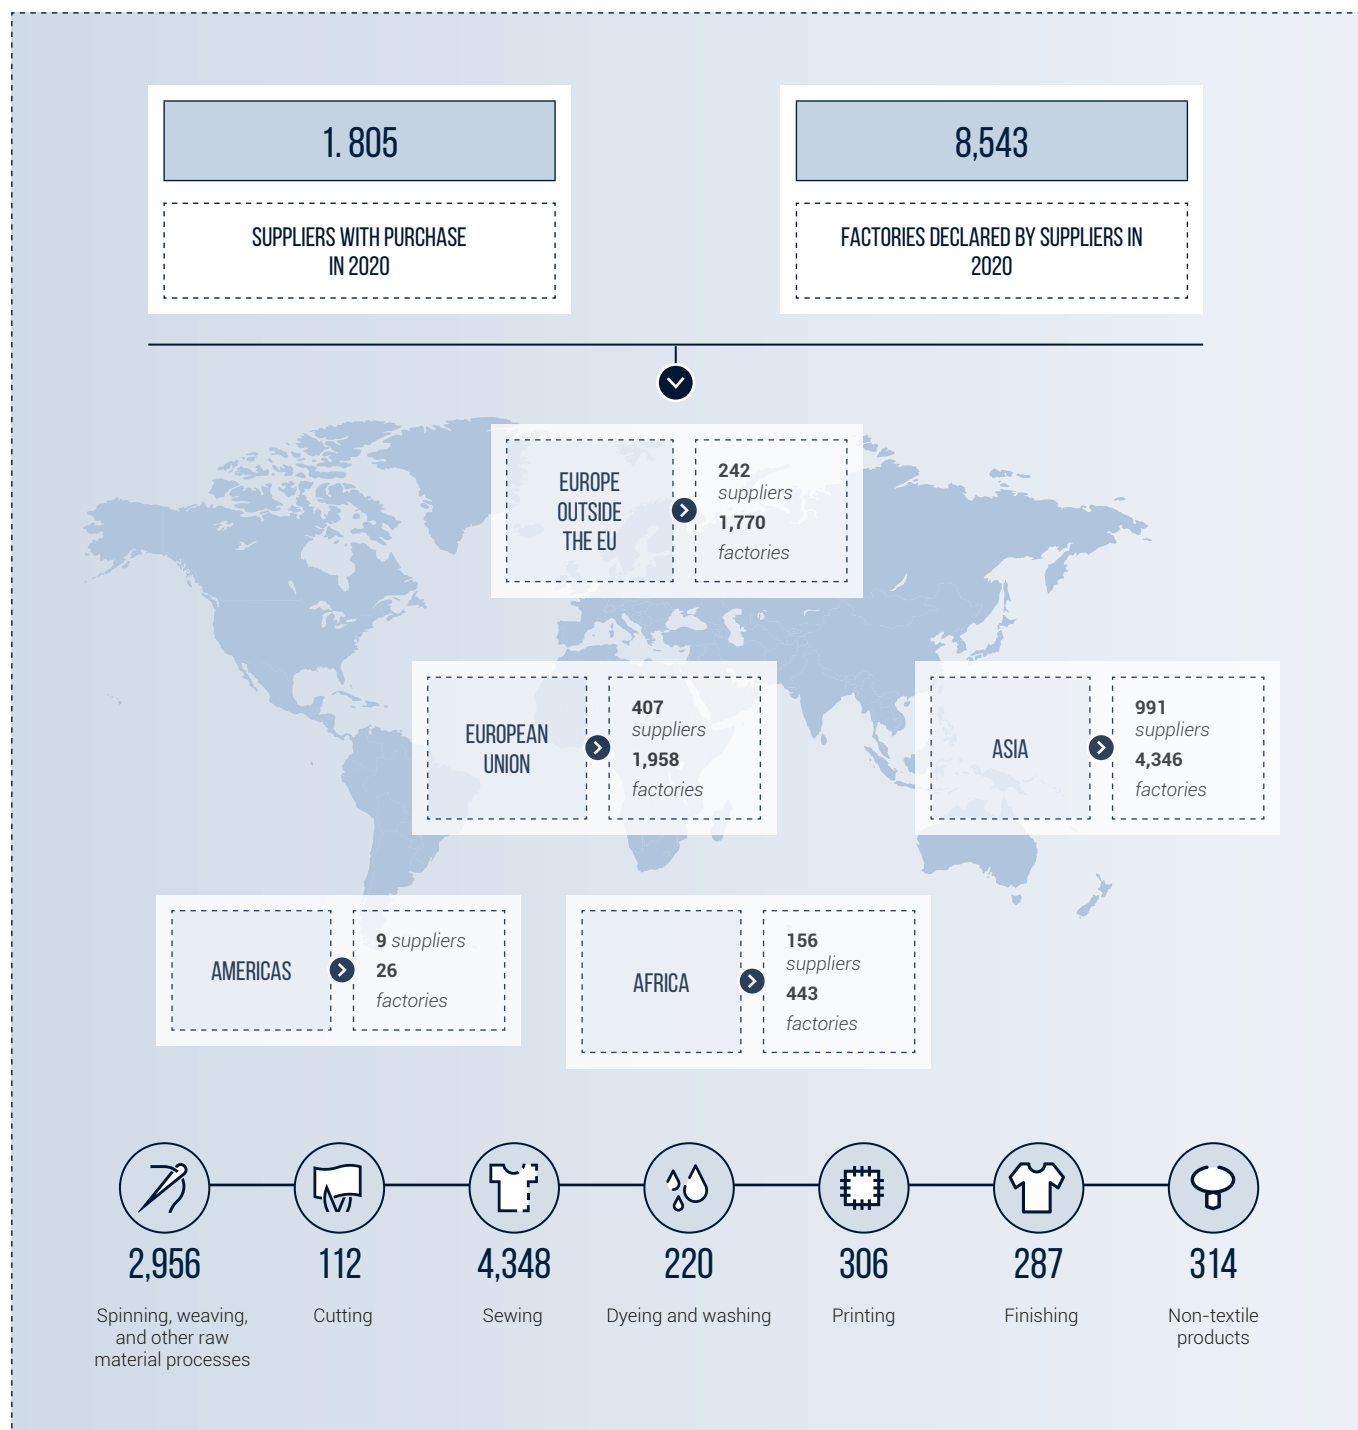 1. 805
SUPPLIERS WITH PURCHASE
IN 2020
8,543
FACTORIES DECLARED BY SUPPLIERS IN
2020
EUROPE
OUTSIDE
THE EU
242
suppliers
1,770
factories
EUROPEAN
UNION
407
suppliers
1,958
factories
ASIA
991
suppliers
4,346
factories
AMERICAS
9 suppliers
26
factories
AFRICA
156
suppliers
443
factories
2,956
Spinning, weaving,
and other raw
material processes
112
Cutting
4,348
Sewing
220
Dyeing and washing
306
Printing
287
Finishing
314
Non-textile
products